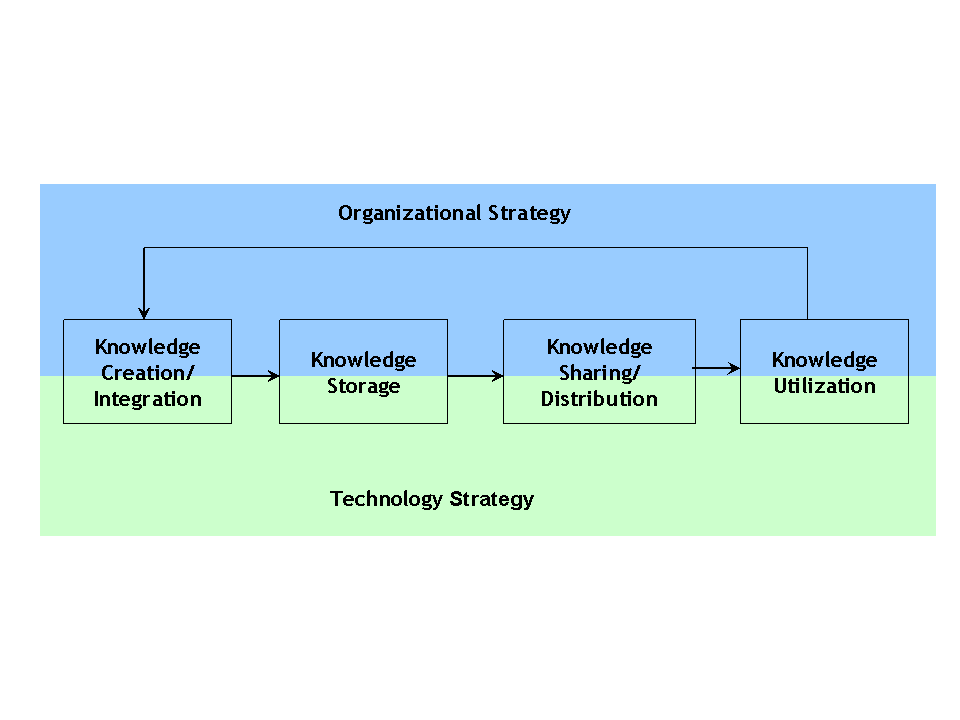 Organizational Strategy
Knowledge
Creation/
Integration
Knowledge
Storage
Knowledge
Sharing/
Distribution
Knowledge
Utilization
Technology Strategy